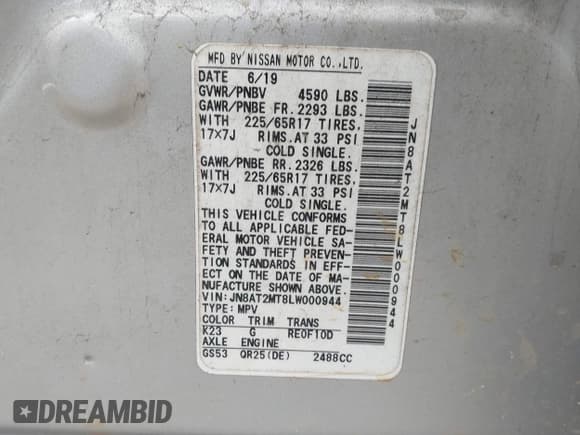 MFD BY NISSAN MOTOR CO.,LTD.
DATE 6/19
GVWR/PNBV 4590 LBS.
GAWR/PNBE FR. 2293 LBS.
WITH 225/65R17 TIRES,
17X7J RIMS. AT 33 PSI
COLD SINGLE.
GAWR/PNBE RR. 2326 LBS.
WITH 225/65R17 TIRES,
17X7J RIMS. AT 33 PSI
COLD SINGLE.
THIS VEHICLE CONFORMS
TO ALL APPLICABLE FED-
ERAL MOTOR VEHICLE SA-
FETY AND THEFT PREVEN-
TION STANDARDS IN EFF-
ECT ON THE DATE OF MA-
NUFACTURE SHOWN ABOVE.
VIN: JN8AT2MT8LW000944
TYPE: MPV
COLOR TRIM TRANS
K23 G RE0F10D
AXLE ENGINE
GS53 QR25(DE) 2488CC
JN8AT2MT8LW000944
DREAMBID